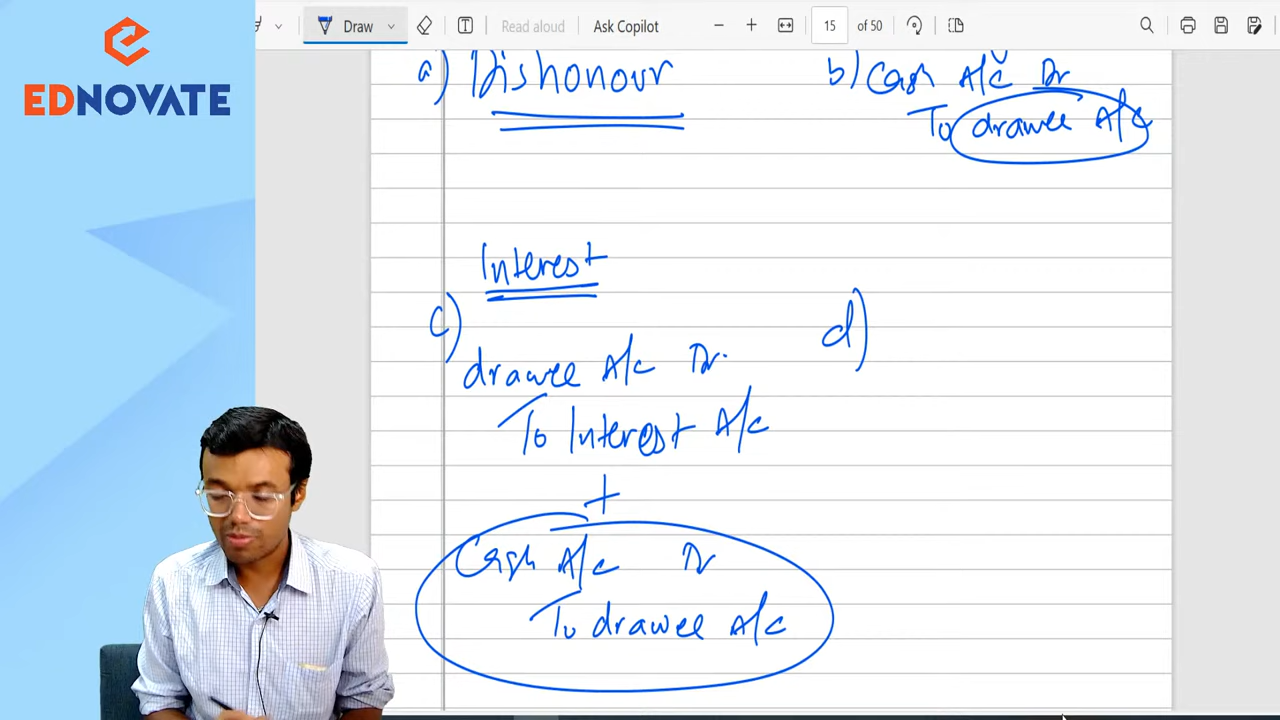 Draw
Read aloud
Ask Copilot
15
of 50
EDNOVATE
a) Dishonour
b) Cash A/c Dr
To drawee A/c
Interest
c)
drawee A/c Dr.
To Interest A/c
+
Cash A/c Dr
To drawee A/c
d)